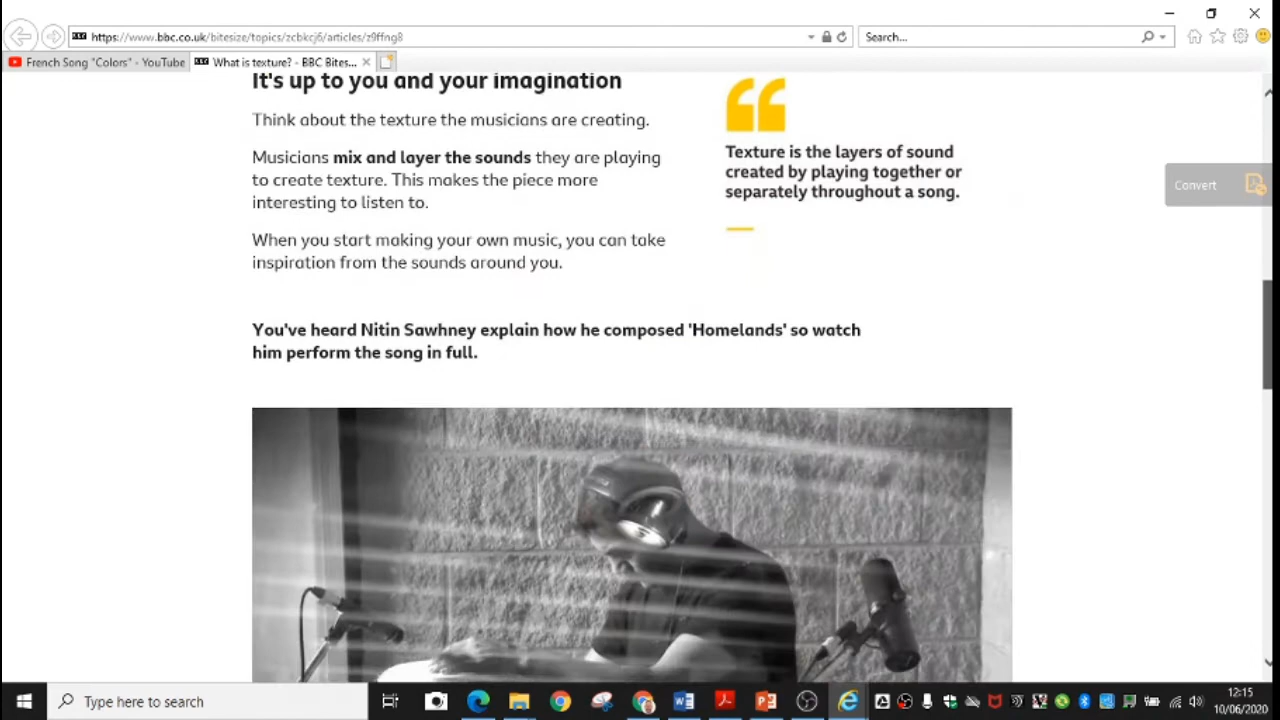 https://www.bbc.co.uk/bitesize/topics/zcbkcj6/articles/z9ffng8
Search...
French Song "Colors" - YouTube
BBC
What is texture? - BBC Bites...
It's up to you and your imagination
Think about the texture the musicians are creating.
Musicians mix and layer the sounds they are playing
to create texture. This makes the piece more
interesting to listen to.
When you start making your own music, you can take
inspiration from the sounds around you.
Texture is the layers of sound
created by playing together or
separately throughout a song.
Convert
You've heard Nitin Sawhney explain how he composed 'Homelands' so watch
him perform the song in full.
Type here to search
12:15
10/06/2020